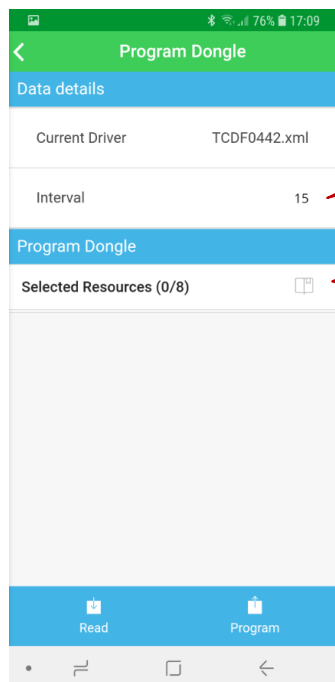 76% 17:09
Program Dongle
Data details
Current Driver TCDF0442.xml
Interval 15
Program Dongle
Selected Resources (0/8)
Read Program